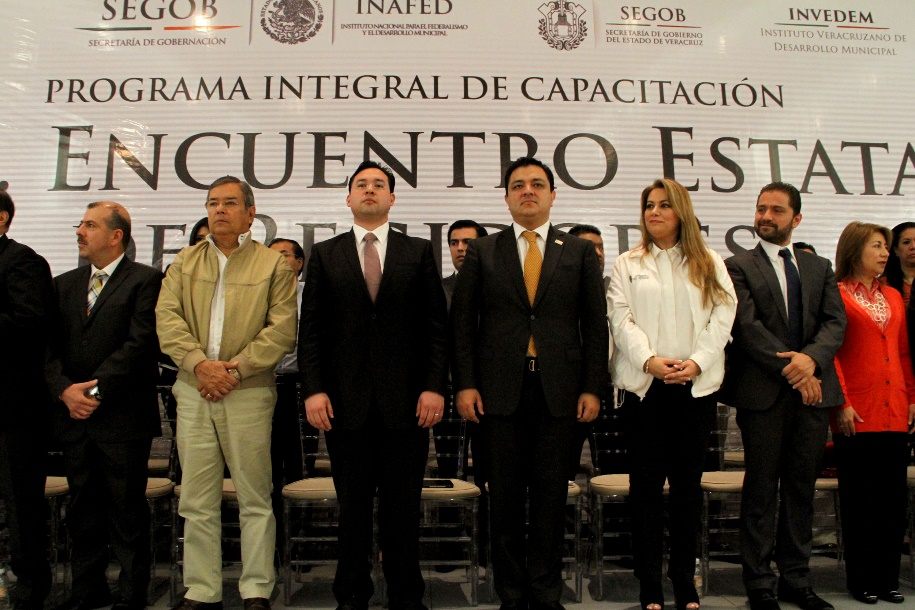 SEGOB
SECRETARÍA DE GOBERNACIÓN
INAFED
INSTITUTO NACIONAL PARA EL FEDERALISMO
Y EL DESARROLLO MUNICIPAL
SEGOB
SECRETARÍA DE GOBIERNO
DEL ESTADO DE VERACRUZ
INVEDEM
INSTITUTO VERACRUZANO DE
DESARROLLO MUNICIPAL
PROGRAMA INTEGRAL DE CAPACITACIÓN
ENCUENTRO ESTATA